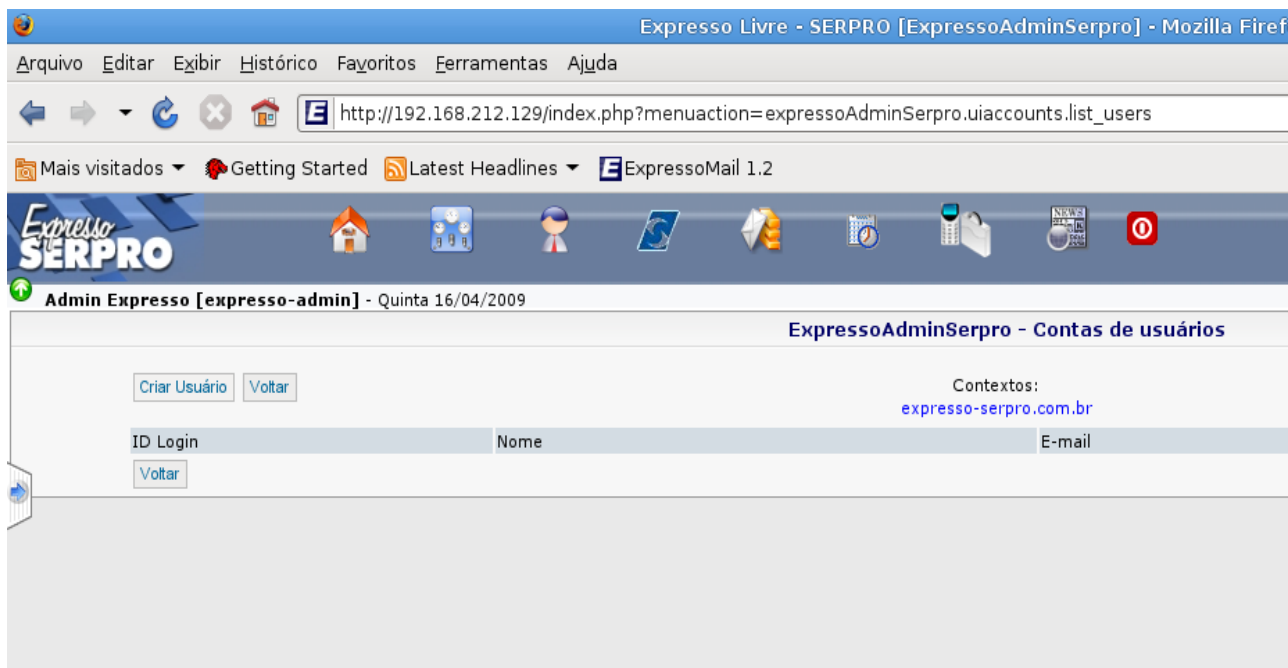 Expresso Livre - SERPRO [ExpressoAdminSerpro] - Mozilla Firef
Arquivo Editar Exibir Histórico Favoritos Ferramentas Ajuda
http://192.168.212.129/index.php?menuaction=expressoAdminSerpro.uiaccounts.list_users
Mais visitados Getting Started Latest Headlines ExpressoMail 1.2
Expresso
SERPRO
NEWS
Admin Expresso [expresso-admin] - Quinta 16/04/2009
ExpressoAdminSerpro - Contas de usuários
Criar Usuário Voltar Contextos:
expresso-serpro.com.br
ID Login Nome E-mail
Voltar